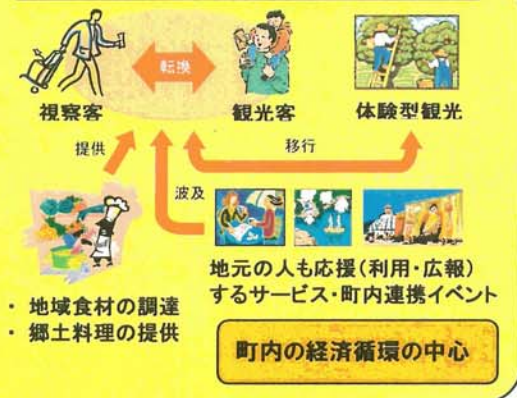 転換
視察客
観光客
体験型観光
提供
移行
波及
地元の人も応援(利用・広報)
するサービス・町内連携イベント
・ 地域食材の調達
・ 郷土料理の提供
町内の経済循環の中心